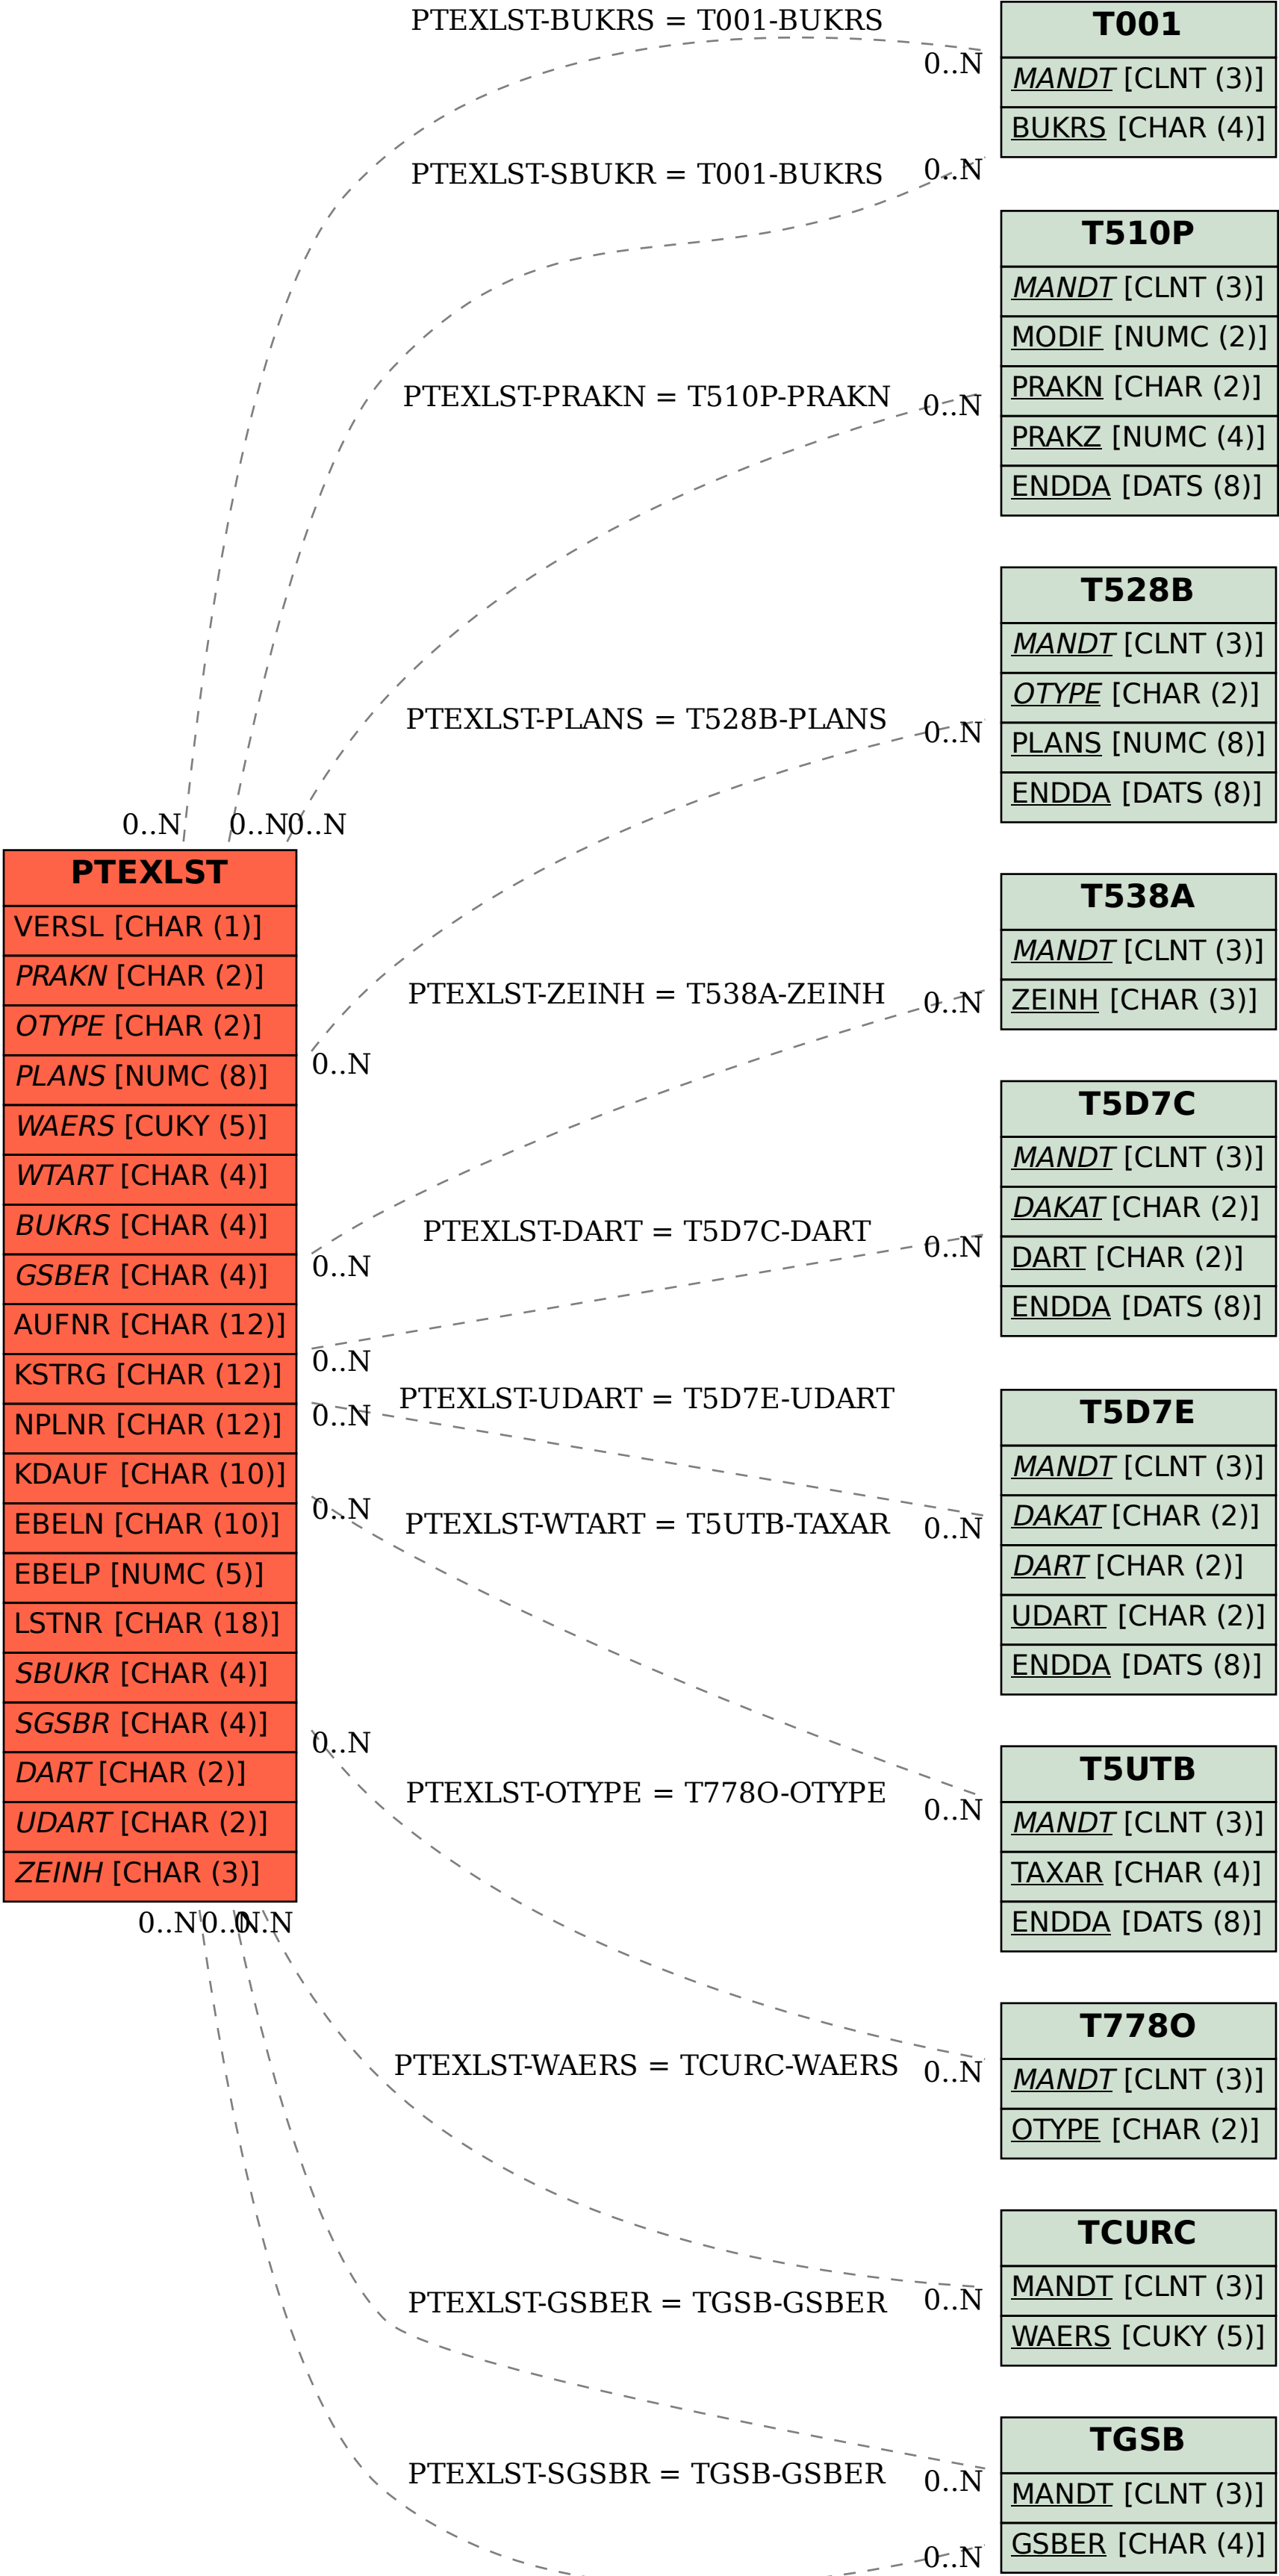 PTEXLST-BUKRS = T001-BUKRS
0..N
PTEXLST-SBUKR = T001-BUKRS
0..N
PTEXLST-PRAKN = T510P-PRAKN
0..N
PTEXLST-PLANS = T528B-PLANS
0..N
0..N
0..N
0..N
PTEXLST
VERSL [CHAR (1)]
PRAKN [CHAR (2)]
OTYPE [CHAR (2)]
PLANS [NUMC (8)]
WAERS [CUKY (5)]
WTART [CHAR (4)]
BUKRS [CHAR (4)]
GSBER [CHAR (4)]
AUFNR [CHAR (12)]
KSTRG [CHAR (12)]
NPLNR [CHAR (12)]
KDAUF [CHAR (10)]
EBELN [CHAR (10)]
EBELP [NUMC (5)]
LSTNR [CHAR (18)]
SBUKR [CHAR (4)]
SGSBR [CHAR (4)]
DART [CHAR (2)]
UDART [CHAR (2)]
ZEINH [CHAR (3)]
0..N
0..N
0..N
0..N
PTEXLST-ZEINH = T538A-ZEINH
0..N
0..N
PTEXLST-DART = T5D7C-DART
0..N
0..N
PTEXLST-UDART = T5D7E-UDART
0..N
0..N
PTEXLST-WTART = T5UTB-TAXAR
0..N
0..N
0..N
PTEXLST-OTYPE = T778O-OTYPE
0..N
PTEXLST-WAERS = TCURC-WAERS
0..N
PTEXLST-GSBER = TGSB-GSBER
0..N
PTEXLST-SGSBR = TGSB-GSBER
0..N
0..N
T001
MANDT [CLNT (3)]
BUKRS [CHAR (4)]
T510P
MANDT [CLNT (3)]
MODIF [NUMC (2)]
PRAKN [CHAR (2)]
PRAKZ [NUMC (4)]
ENDDA [DATS (8)]
T528B
MANDT [CLNT (3)]
OTYPE [CHAR (2)]
PLANS [NUMC (8)]
ENDDA [DATS (8)]
T538A
MANDT [CLNT (3)]
ZEINH [CHAR (3)]
T5D7C
MANDT [CLNT (3)]
DAKAT [CHAR (2)]
DART [CHAR (2)]
ENDDA [DATS (8)]
T5D7E
MANDT [CLNT (3)]
DAKAT [CHAR (2)]
DART [CHAR (2)]
UDART [CHAR (2)]
ENDDA [DATS (8)]
T5UTB
MANDT [CLNT (3)]
TAXAR [CHAR (4)]
ENDDA [DATS (8)]
T778O
MANDT [CLNT (3)]
OTYPE [CHAR (2)]
TCURC
MANDT [CLNT (3)]
WAERS [CUKY (5)]
TGSB
MANDT [CLNT (3)]
GSBER [CHAR (4)]